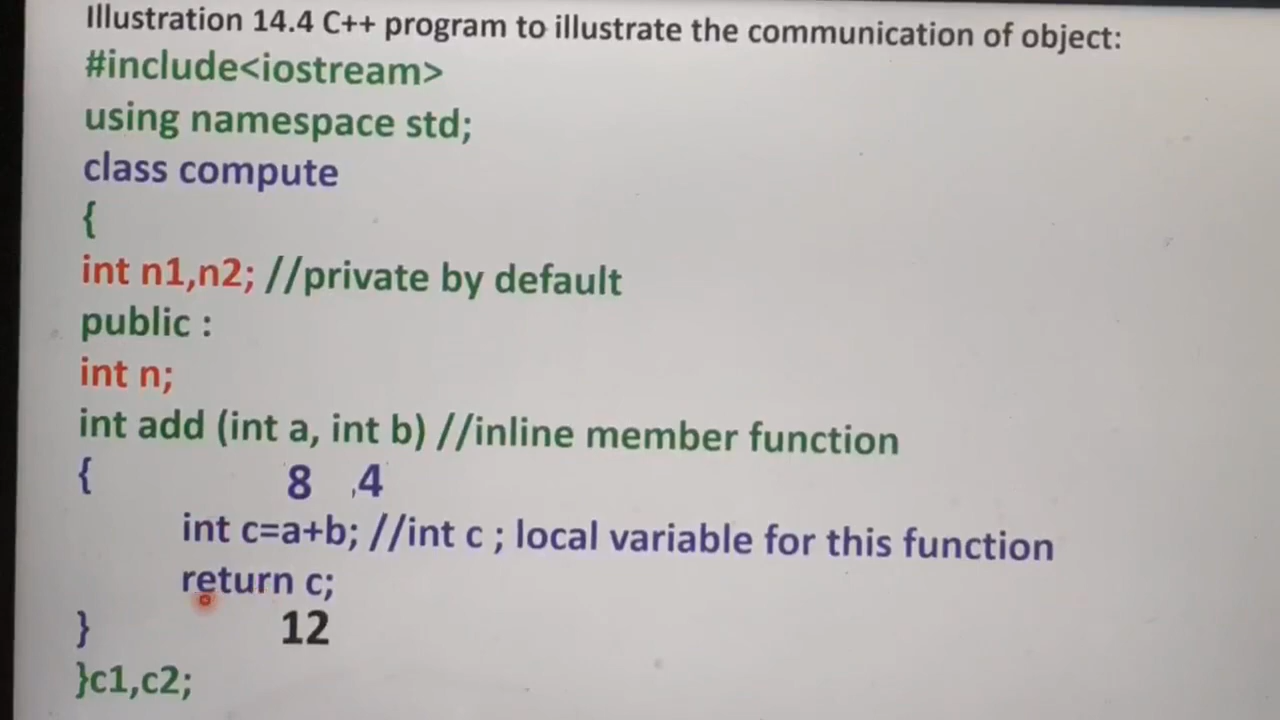 Illustration 14.4 C++ program to illustrate the communication of object:
#include<iostream>
using namespace std;
class compute
{
int n1,n2; //private by default
public :
int n;
int add (int a, int b) //inline member function
{ 8 ,4
int c=a+b; //int c ; local variable for this function
return c;
} 12
}c1,c2;